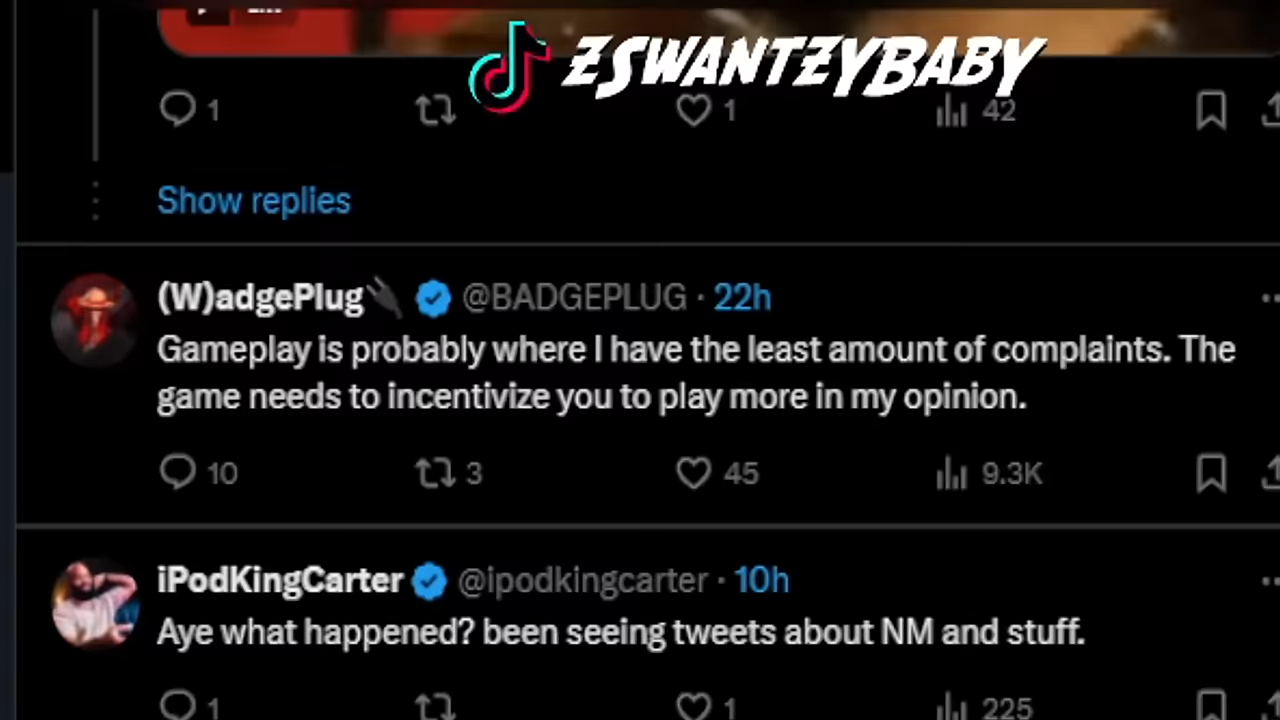 ZSWANTZYBABY
1 1 42
Show replies
(W)adgePlug @BADGEPLUG · 22h
Gameplay is probably where I have the least amount of complaints. The
game needs to incentivize you to play more in my opinion.
10 3 45 9.3K
iPodKingCarter @ipodkingcarter · 10h
Aye what happened? been seeing tweets about NM and stuff.
1 1 225